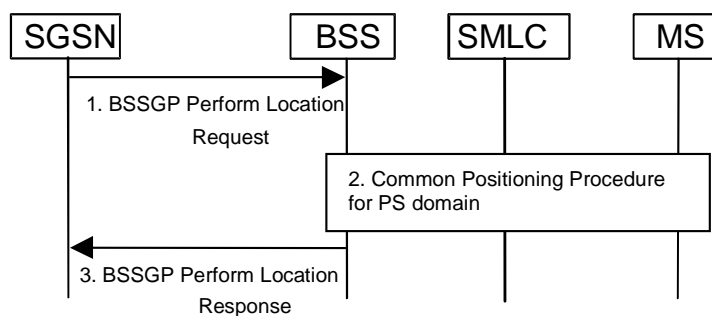 SGSN
BSS
SMLC
MS
1. BSSGP Perform Location
Request
2. Common Positioning Procedure
for PS domain
3. BSSGP Perform Location
Response